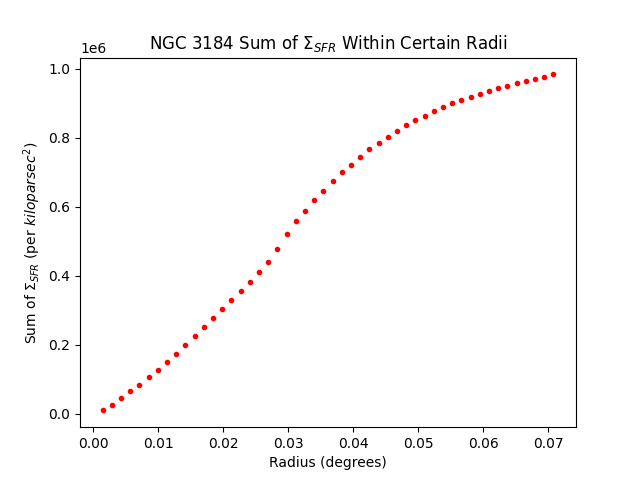 NGC 3184 Sum of Σ_SFR Within Certain Radii
1e6
1.0
0.8
0.6
0.4
0.2
0.0
Sum of Σ_SFR (per kiloparsec²)
0.00 0.01 0.02 0.03 0.04 0.05 0.06 0.07
Radius (degrees)